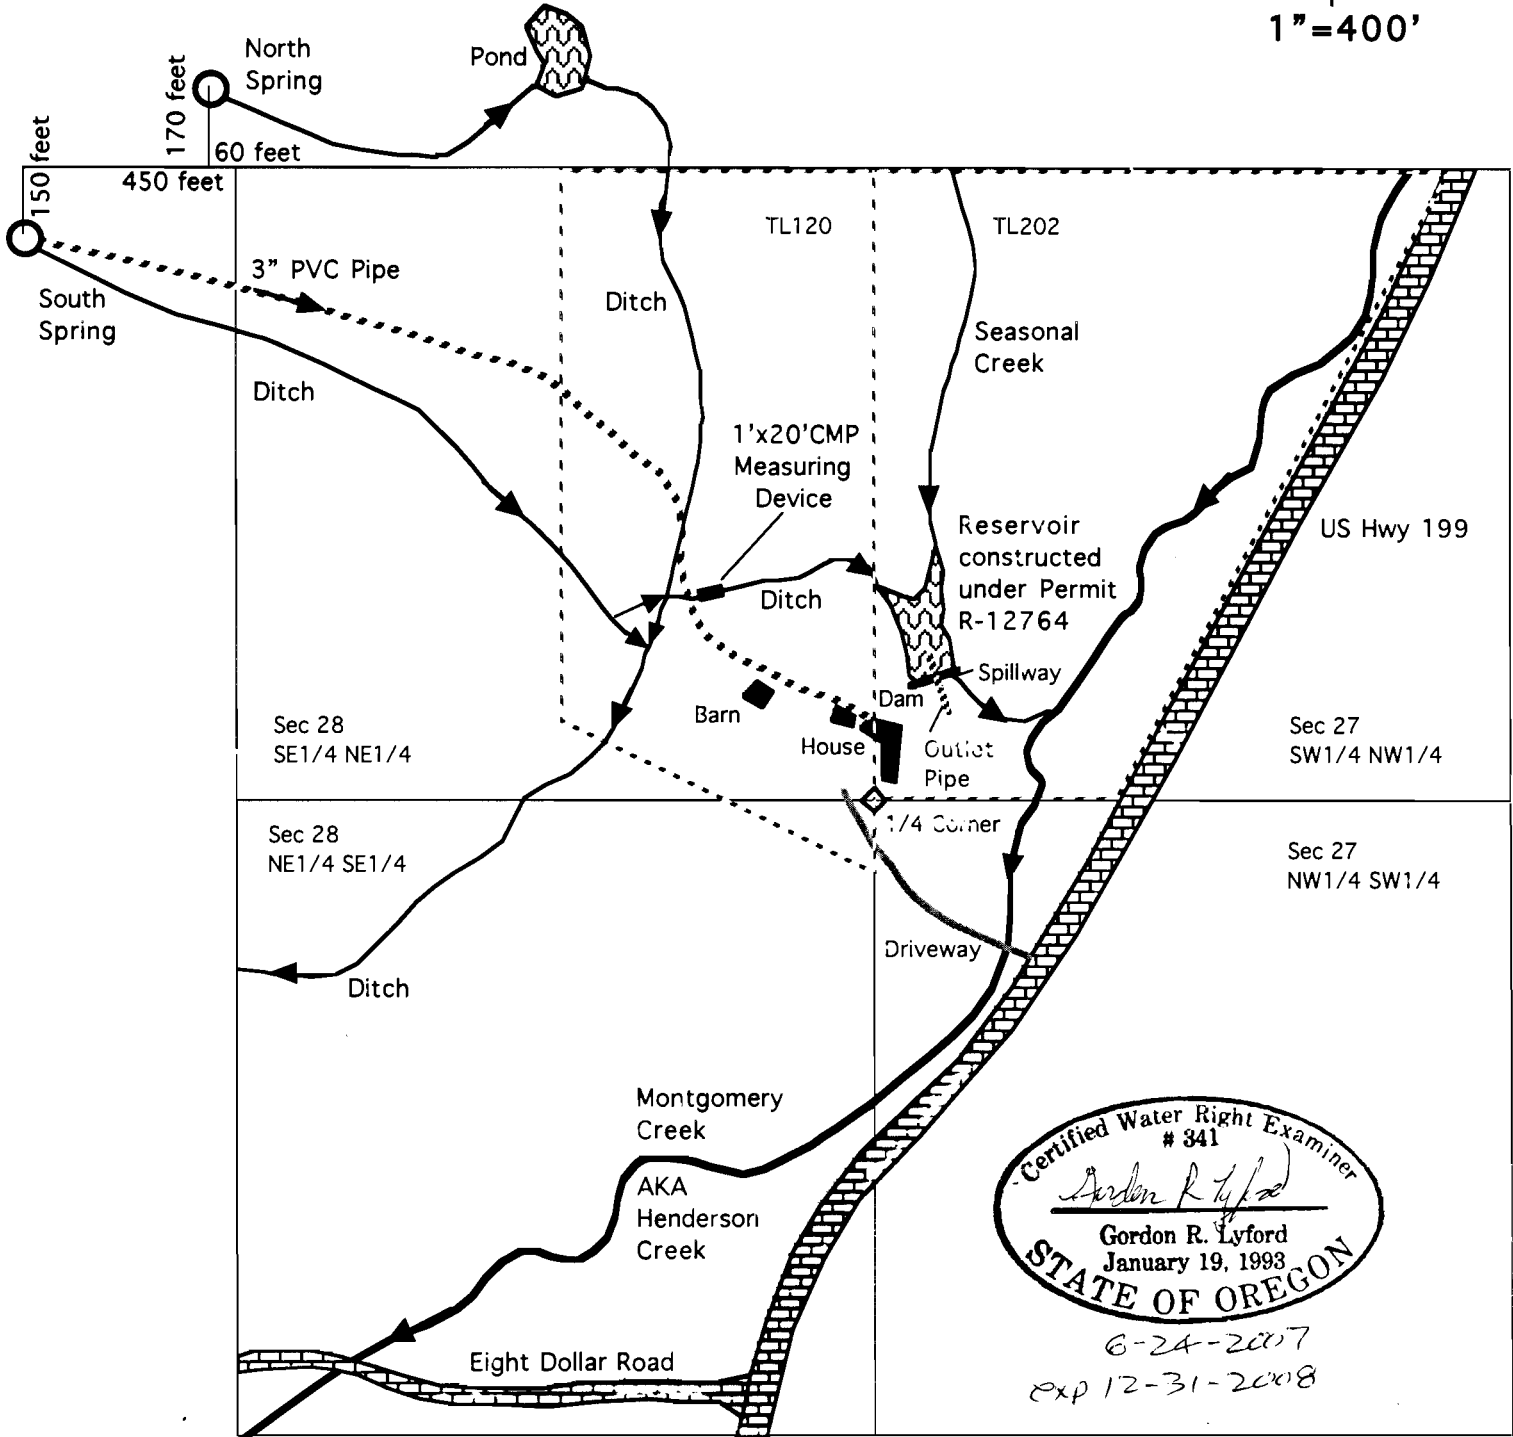 1"=400'
North
Spring
Pond
170 feet
60 feet
150 feet
450 feet
TL120
TL202
3" PVC Pipe
South
Spring
Ditch
Seasonal
Creek
Ditch
1'x20'CMP
Measuring
Device
Reservoir
constructed
under Permit
R-12764
US Hwy 199
Ditch
Spillway
Dam
Barn
House
Outlet
Pipe
Sec 28
SE1/4 NE1/4
Sec 27
SW1/4 NW1/4
1/4 Corner
Sec 28
NE1/4 SE1/4
Sec 27
NW1/4 SW1/4
Driveway
Ditch
Montgomery
Creek
AKA
Henderson
Creek
Eight Dollar Road
Certified Water Right Examiner
# 341
Gordon R Lyford
Gordon R. Lyford
January 19, 1993
STATE OF OREGON
6-24-2007
exp 12-31-2008